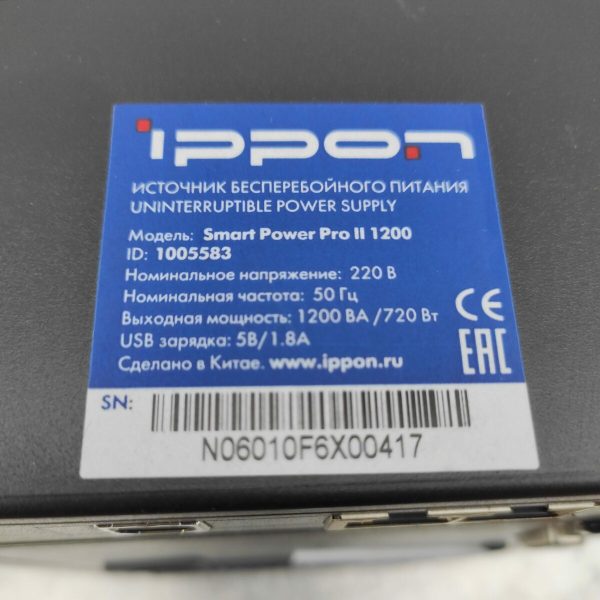 ippon
ИСТОЧНИК БЕСПЕРЕБОЙНОГО ПИТАНИЯ
UNINTERRUPTIBLE POWER SUPPLY
Модель: Smart Power Pro II 1200
ID: 1005583
Номинальное напряжение: 220 В
Номинальная частота: 50 Гц
Выходная мощность: 1200 ВА /720 Вт
USB зарядка: 5В/1.8А
Сделано в Китае. www.ippon.ru
CE
EAC
SN:
N06010F6X00417